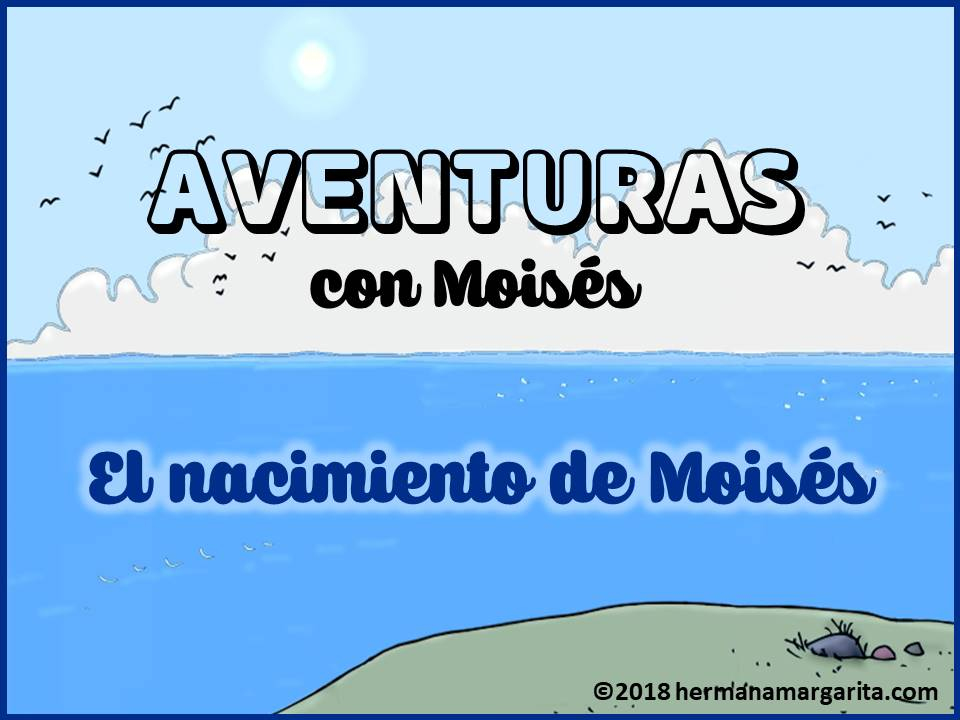 AVENTURAS
con Moisés
El nacimiento de Moisés
©2018 hermanamargarita.com